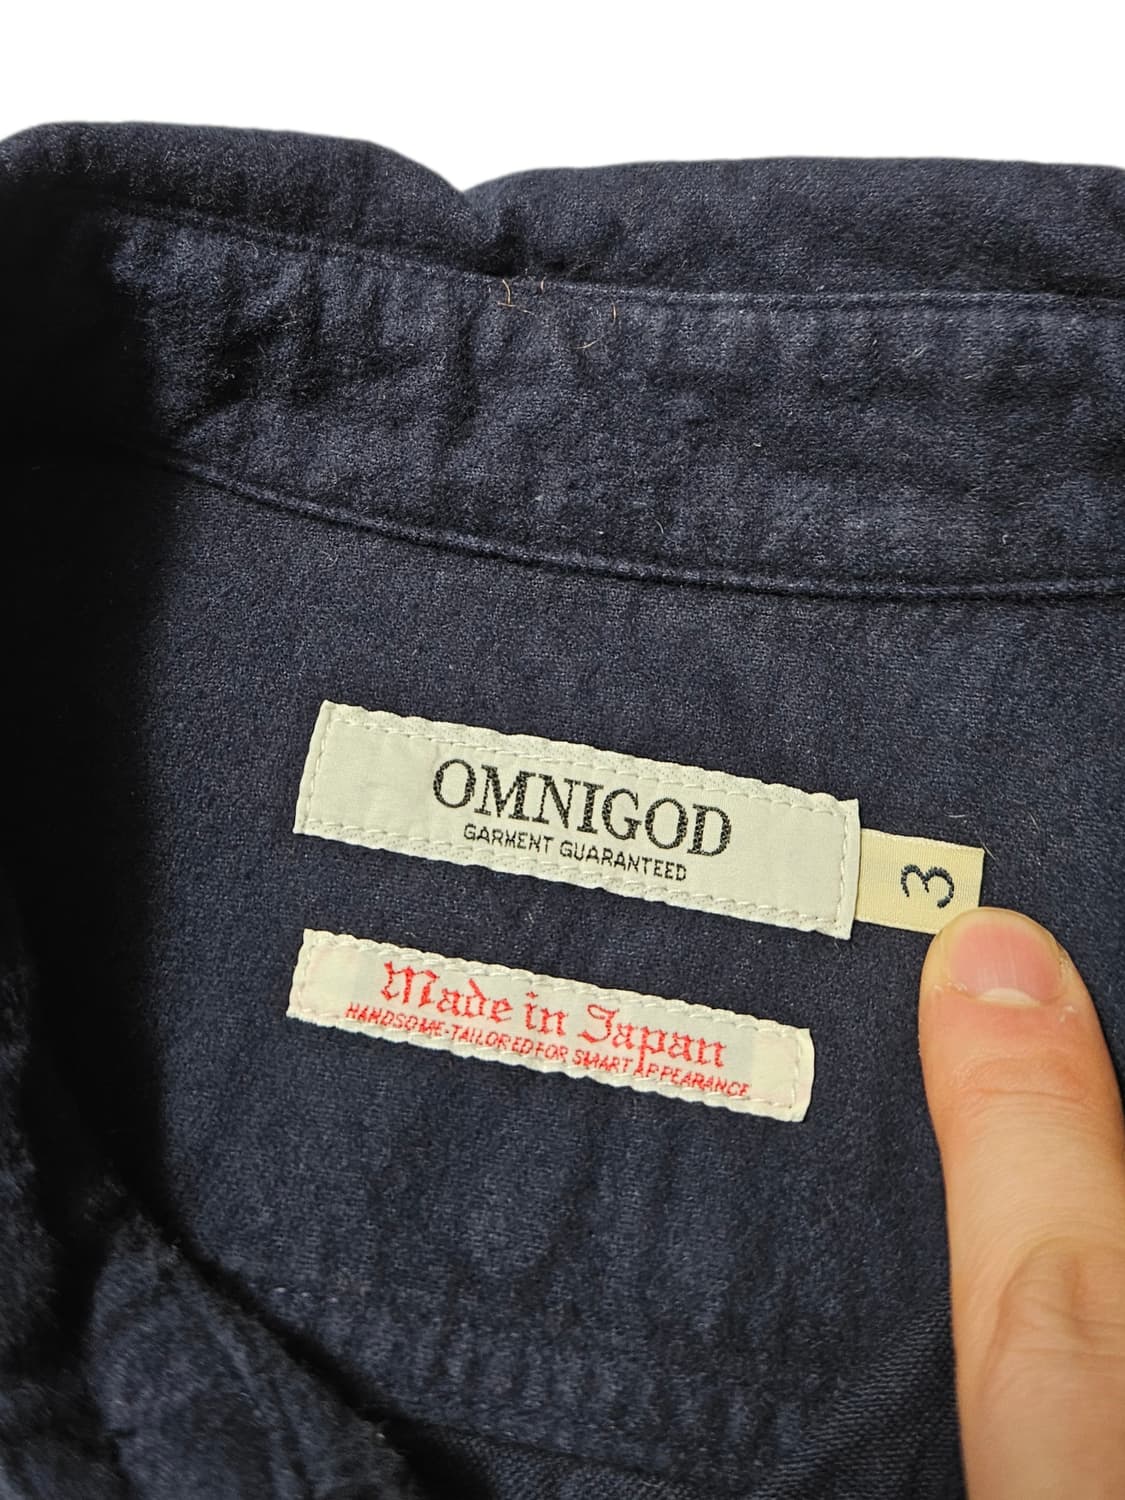 OMNIGOD
GARMENT GUARANTEED
3
Made in Japan
HANDSOME-TAILORED FOR SMART APPEARANCE